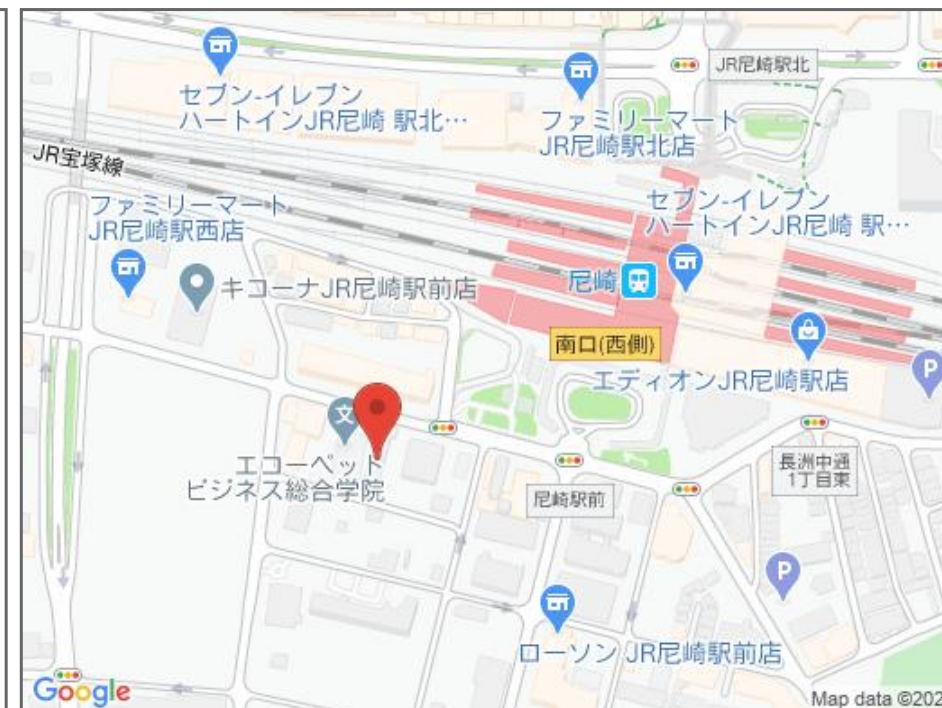 JR尼崎駅北
セブン-イレブン
ハートインJR尼崎 駅北…
ファミリーマート
JR尼崎駅北店
JR宝塚線
ファミリーマート
JR尼崎駅西店
セブン-イレブン
ハートインJR尼崎 駅…
キコーナJR尼崎駅前店
尼崎
南口(西側)
エディオンJR尼崎駅店
P
文
エコーペット
ビジネス総合学院
長洲中通
1丁目東
尼崎駅前
P
ローソン JR尼崎駅前店
Google
Map data ©202